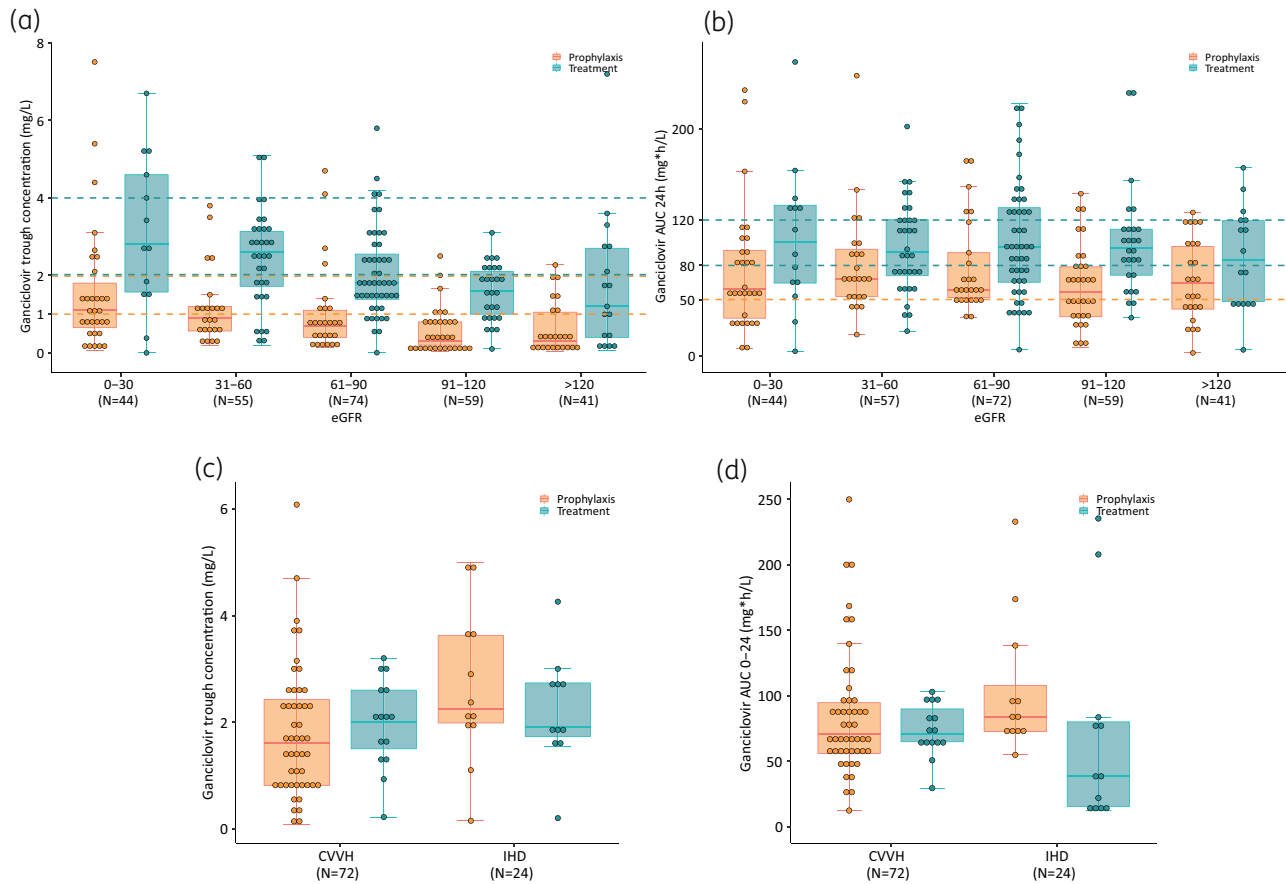 (a)
Ganciclovir trough concentration (mg/L)
8
6
4
2
0
Prophylaxis
Treatment
0–30
31–60
61–90
91–120
>120
(N=44)
(N=55)
(N=74)
(N=59)
(N=41)
eGFR
(b)
Ganciclovir AUC 24h (mg*h/L)
200
120
80
50
0
Prophylaxis
Treatment
0–30
31–60
61–90
91–120
>120
(N=44)
(N=57)
(N=72)
(N=59)
(N=41)
eGFR
(c)
Ganciclovir trough concentration (mg/L)
6
4
2
0
1
Prophylaxis
Treatment
CVVH
IHD
(N=72)
(N=24)
(d)
Ganciclovir AUC 0–24 (mg*h/L)
250
200
150
100
50
0
Prophylaxis
Treatment
CVVH
IHD
(N=72)
(N=24)